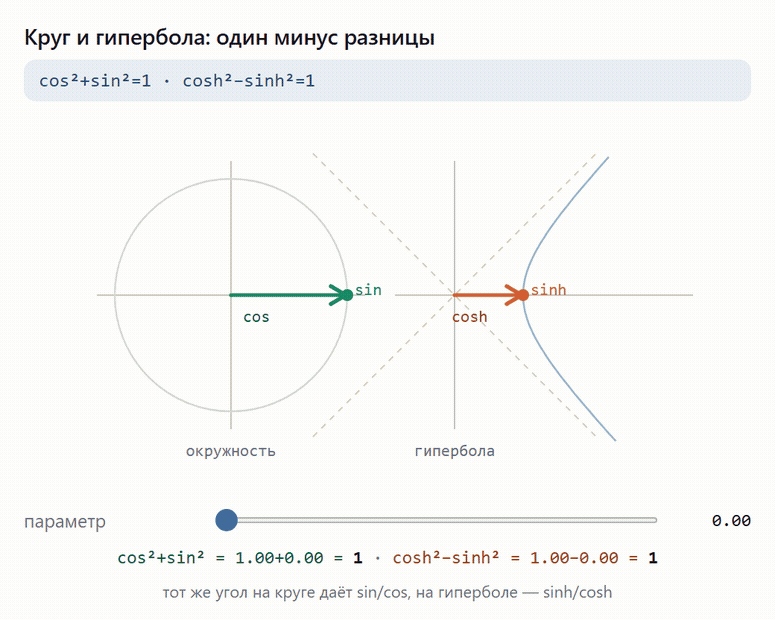 Круг и гипербола: один минус разницы
cos²+sin²=1 · cosh²−sinh²=1
sin
sinh
cos
cosh
окружность
гипербола
параметр
0.00
cos²+sin² = 1.00+0.00 = 1 · cosh²−sinh² = 1.00−0.00 = 1
тот же угол на круге даёт sin/cos, на гиперболе — sinh/cosh